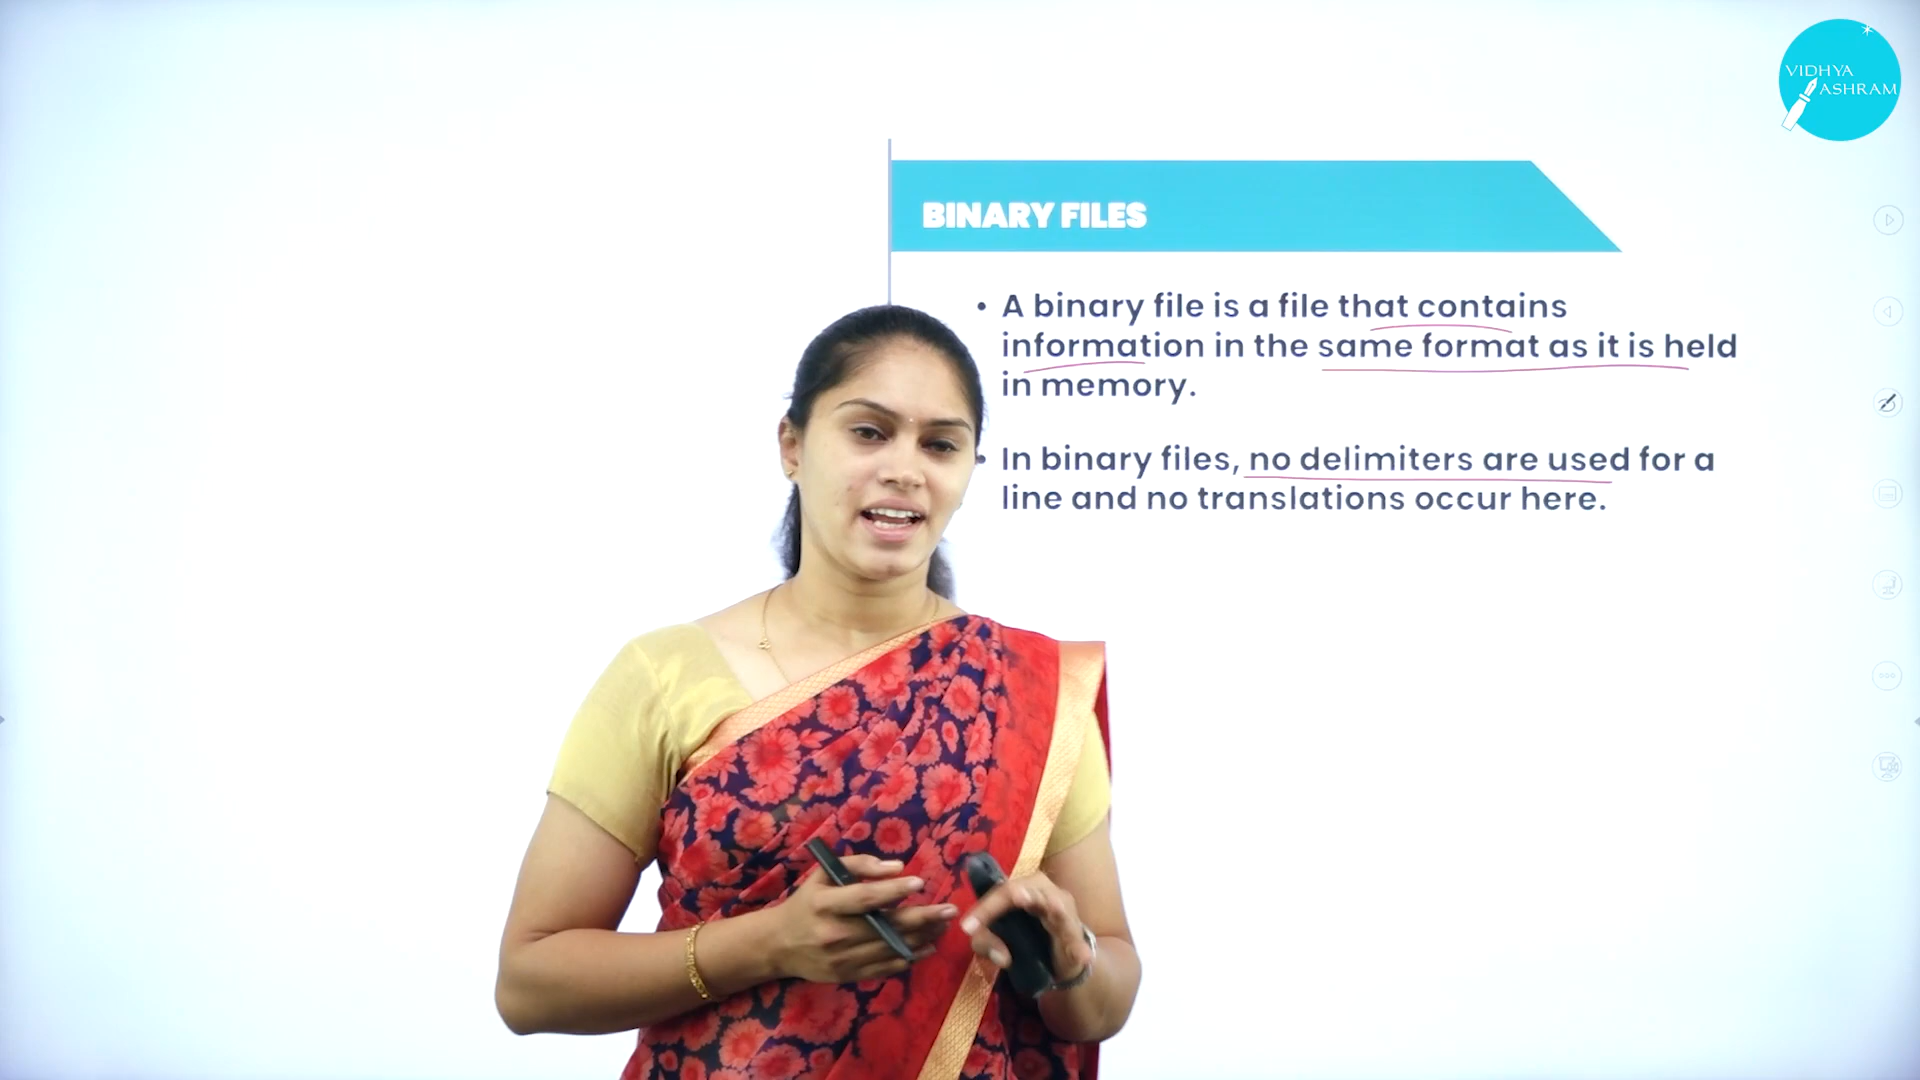 VIDHYA
ASHRAM
BINARY FILES
• A binary file is a file that contains
information in the same format as it is held
in memory.
• In binary files, no delimiters are used for a
line and no translations occur here.